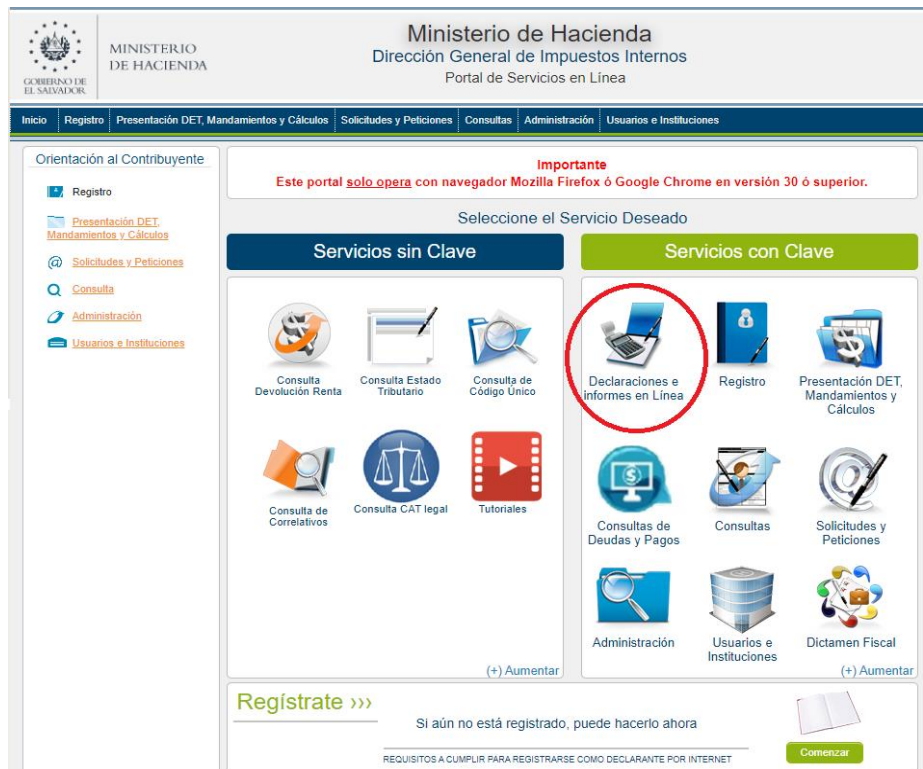 GOBIERNO DE
EL SALVADOR
MINISTERIO
DE HACIENDA
Ministerio de Hacienda
Dirección General de Impuestos Internos
Portal de Servicios en Línea
Inicio Registro Presentación DET, Mandamientos y Cálculos Solicitudes y Peticiones Consultas Administración Usuarios e Instituciones
Orientación al Contribuyente
Registro
Presentación DET,
Mandamientos y Cálculos
Solicitudes y Peticiones
Consulta
Administración
Usuarios e Instituciones
Importante
Este portal solo opera con navegador Mozilla Firefox ó Google Chrome en versión 30 ó superior.
Seleccione el Servicio Deseado
Servicios sin Clave
Consulta
Devolución Renta
Consulta Estado
Tributario
Consulta de
Código Único
Consulta de
Correlativos
Consulta CAT legal
Tutoriales
(+) Aumentar
Servicios con Clave
Declaraciones e
informes en Línea
Registro
Presentación DET,
Mandamientos y
Cálculos
Consultas de
Deudas y Pagos
Consultas
Solicitudes y
Peticiones
Administración
Usuarios e
Instituciones
Dictamen Fiscal
(+) Aumentar
Regístrate ›››
Si aún no está registrado, puede hacerlo ahora
REQUISITOS A CUMPLIR PARA REGISTRARSE COMO DECLARANTE POR INTERNET
Comenzar